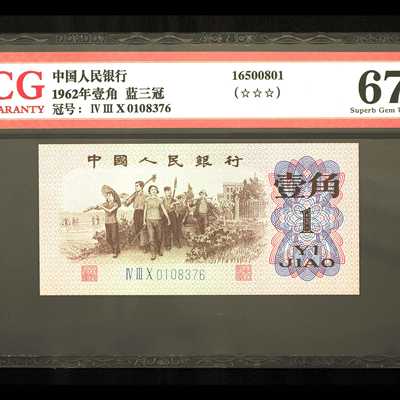 CG
ARANTY
中国人民银行
1962年壹角 蓝三冠
冠号: Ⅳ Ⅲ Ⅹ 0108376
16500801
(☆☆☆)
67
Superb Gem
中國人民銀行
壹角
1
YI
JIAO
Ⅳ Ⅲ Ⅹ 0108376